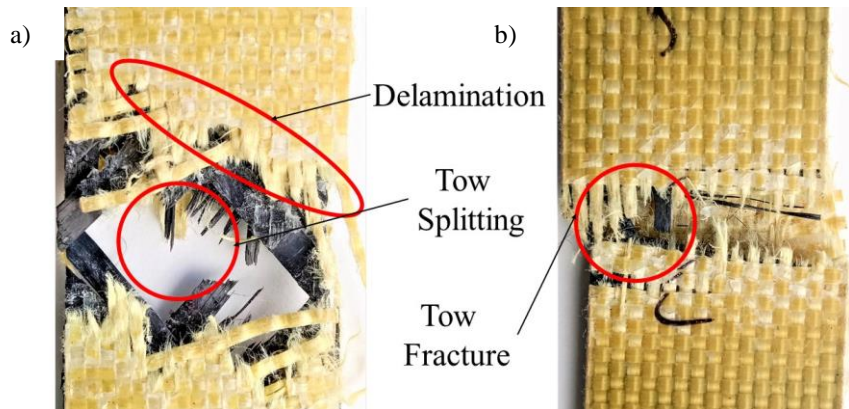 a)
b)
Delamination
Tow
Splitting
Tow
Fracture